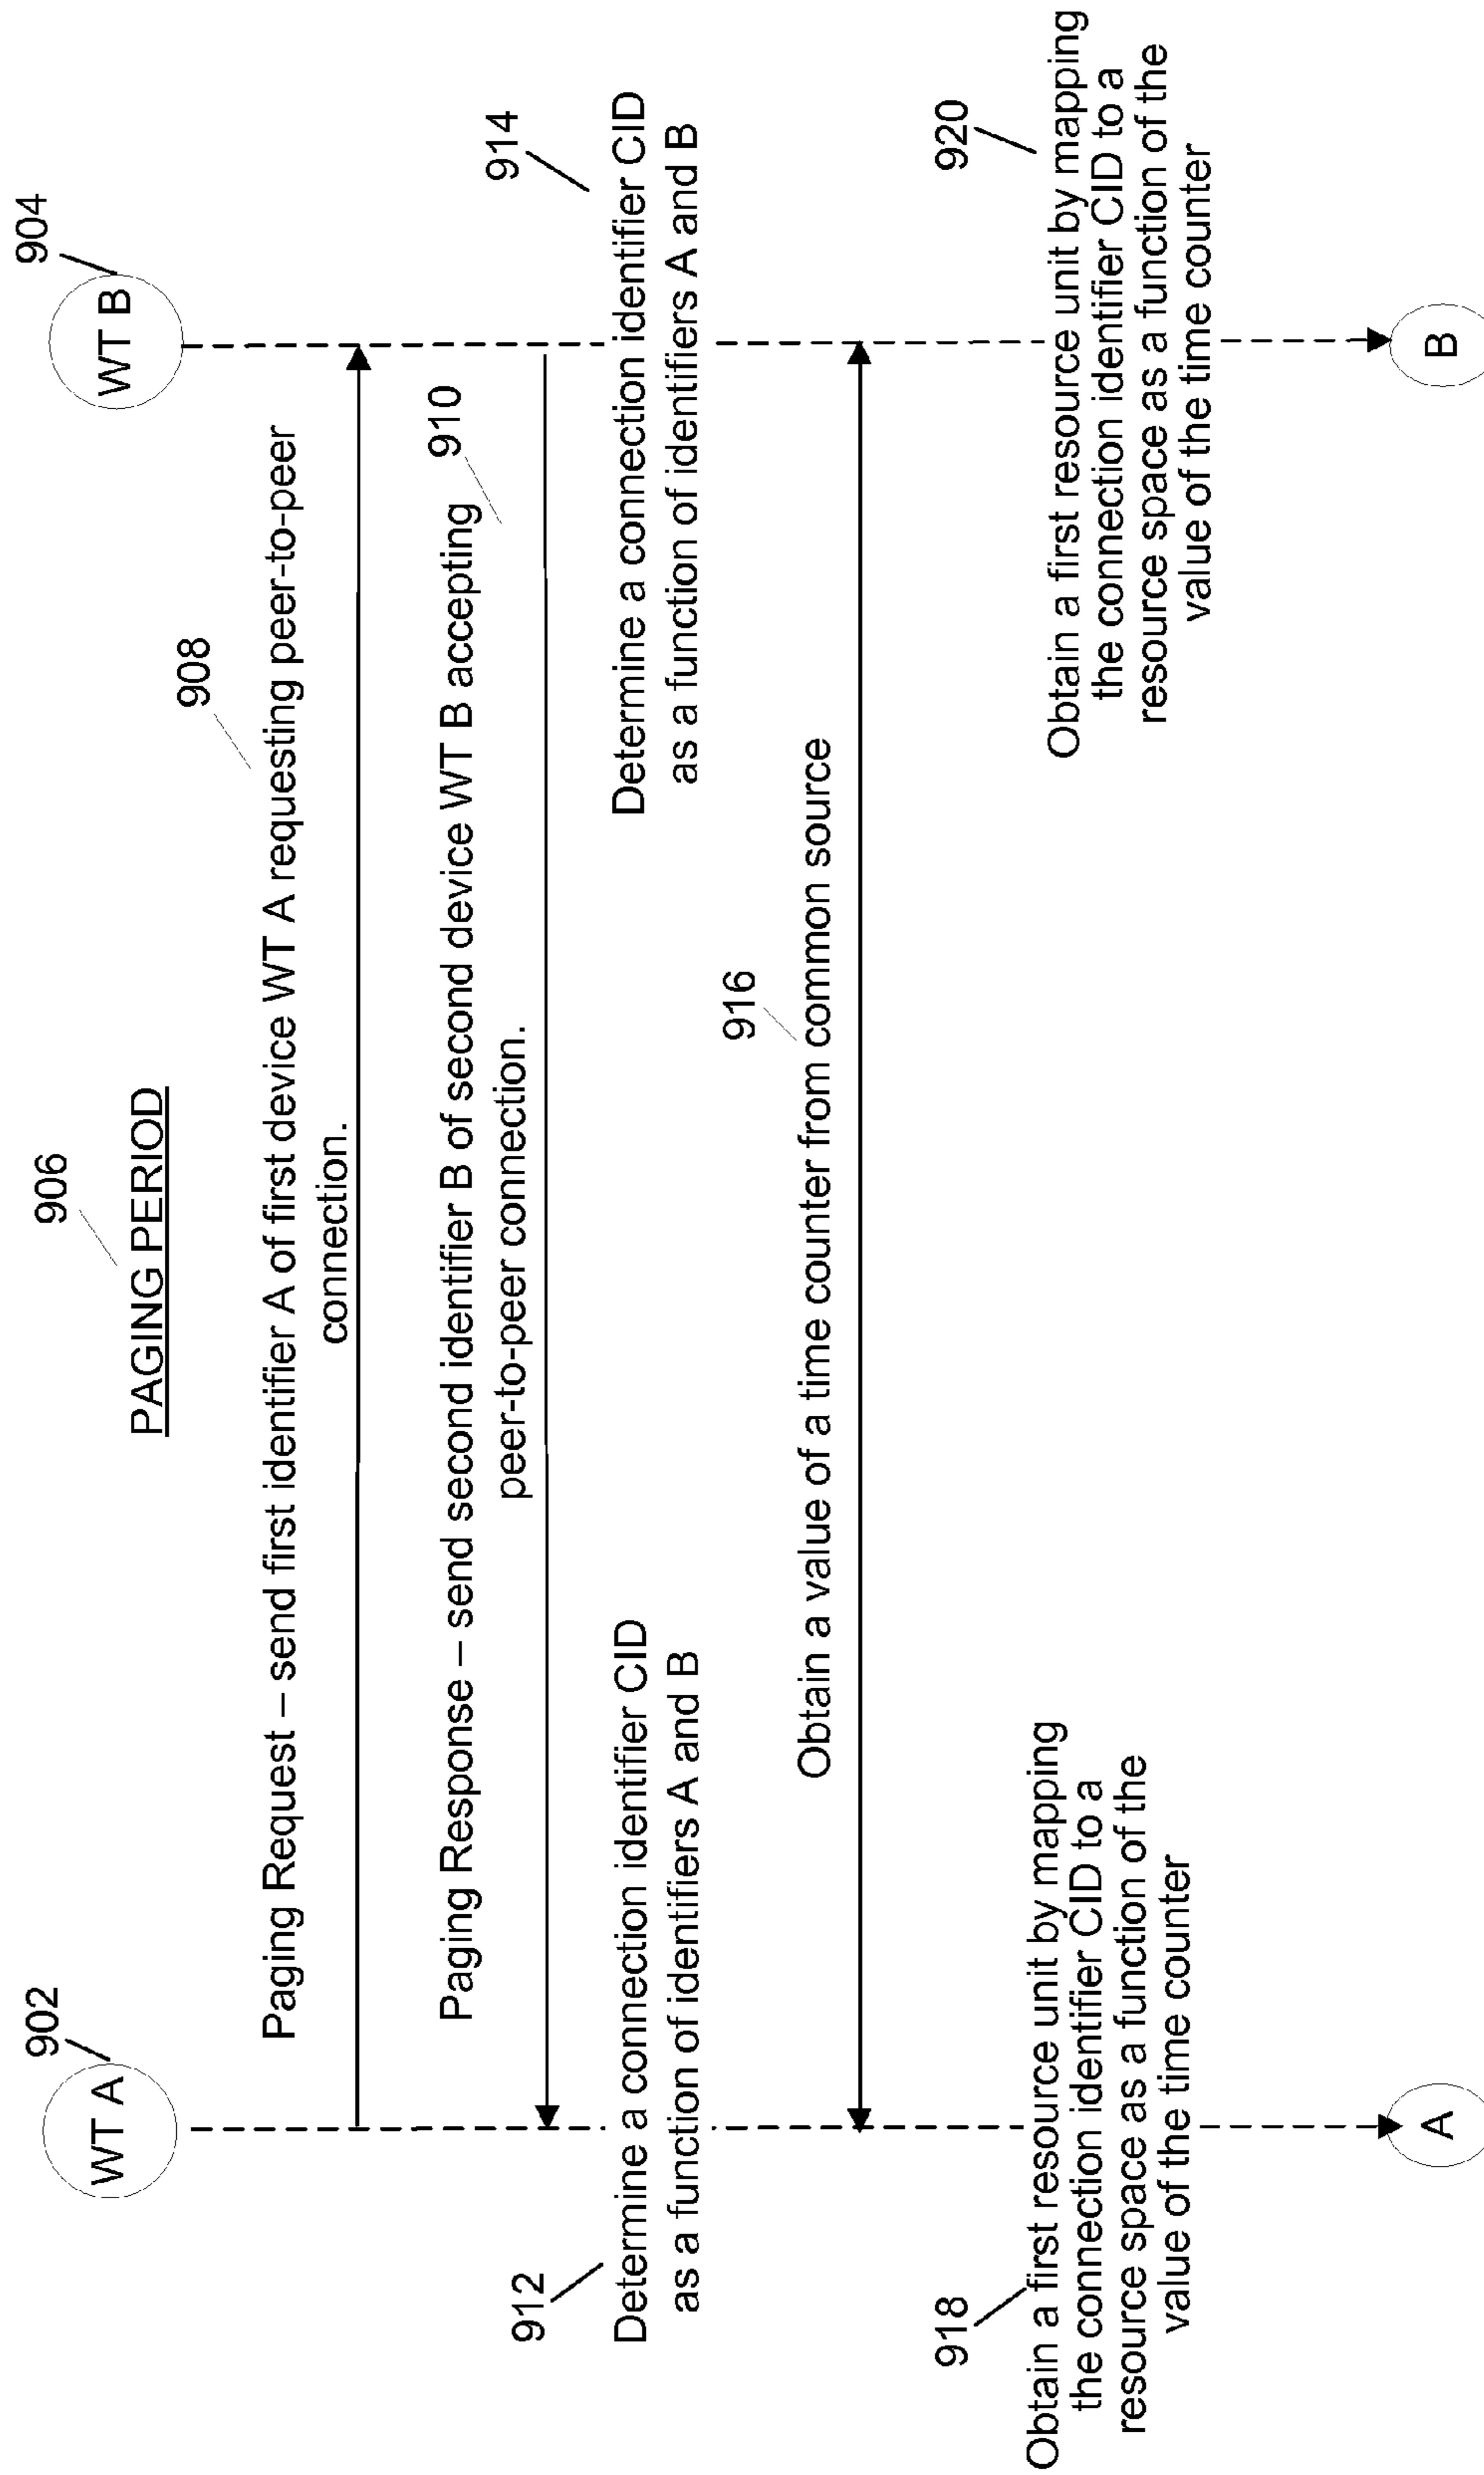 902
WT A
904
WT B
906
PAGING PERIOD
908
Paging Request – send first identifier A of first device WT A requesting peer-to-peer
connection.
910
Paging Response – send second identifier B of second device WT B accepting
peer-to-peer connection.
912
Determine a connection identifier CID
as a function of identifiers A and B
914
Determine a connection identifier CID
as a function of identifiers A and B
916
Obtain a value of a time counter from common source
918
Obtain a first resource unit by mapping
the connection identifier CID to a
resource space as a function of the
value of the time counter
920
Obtain a first resource unit by mapping
the connection identifier CID to a
resource space as a function of the
value of the time counter
A
B